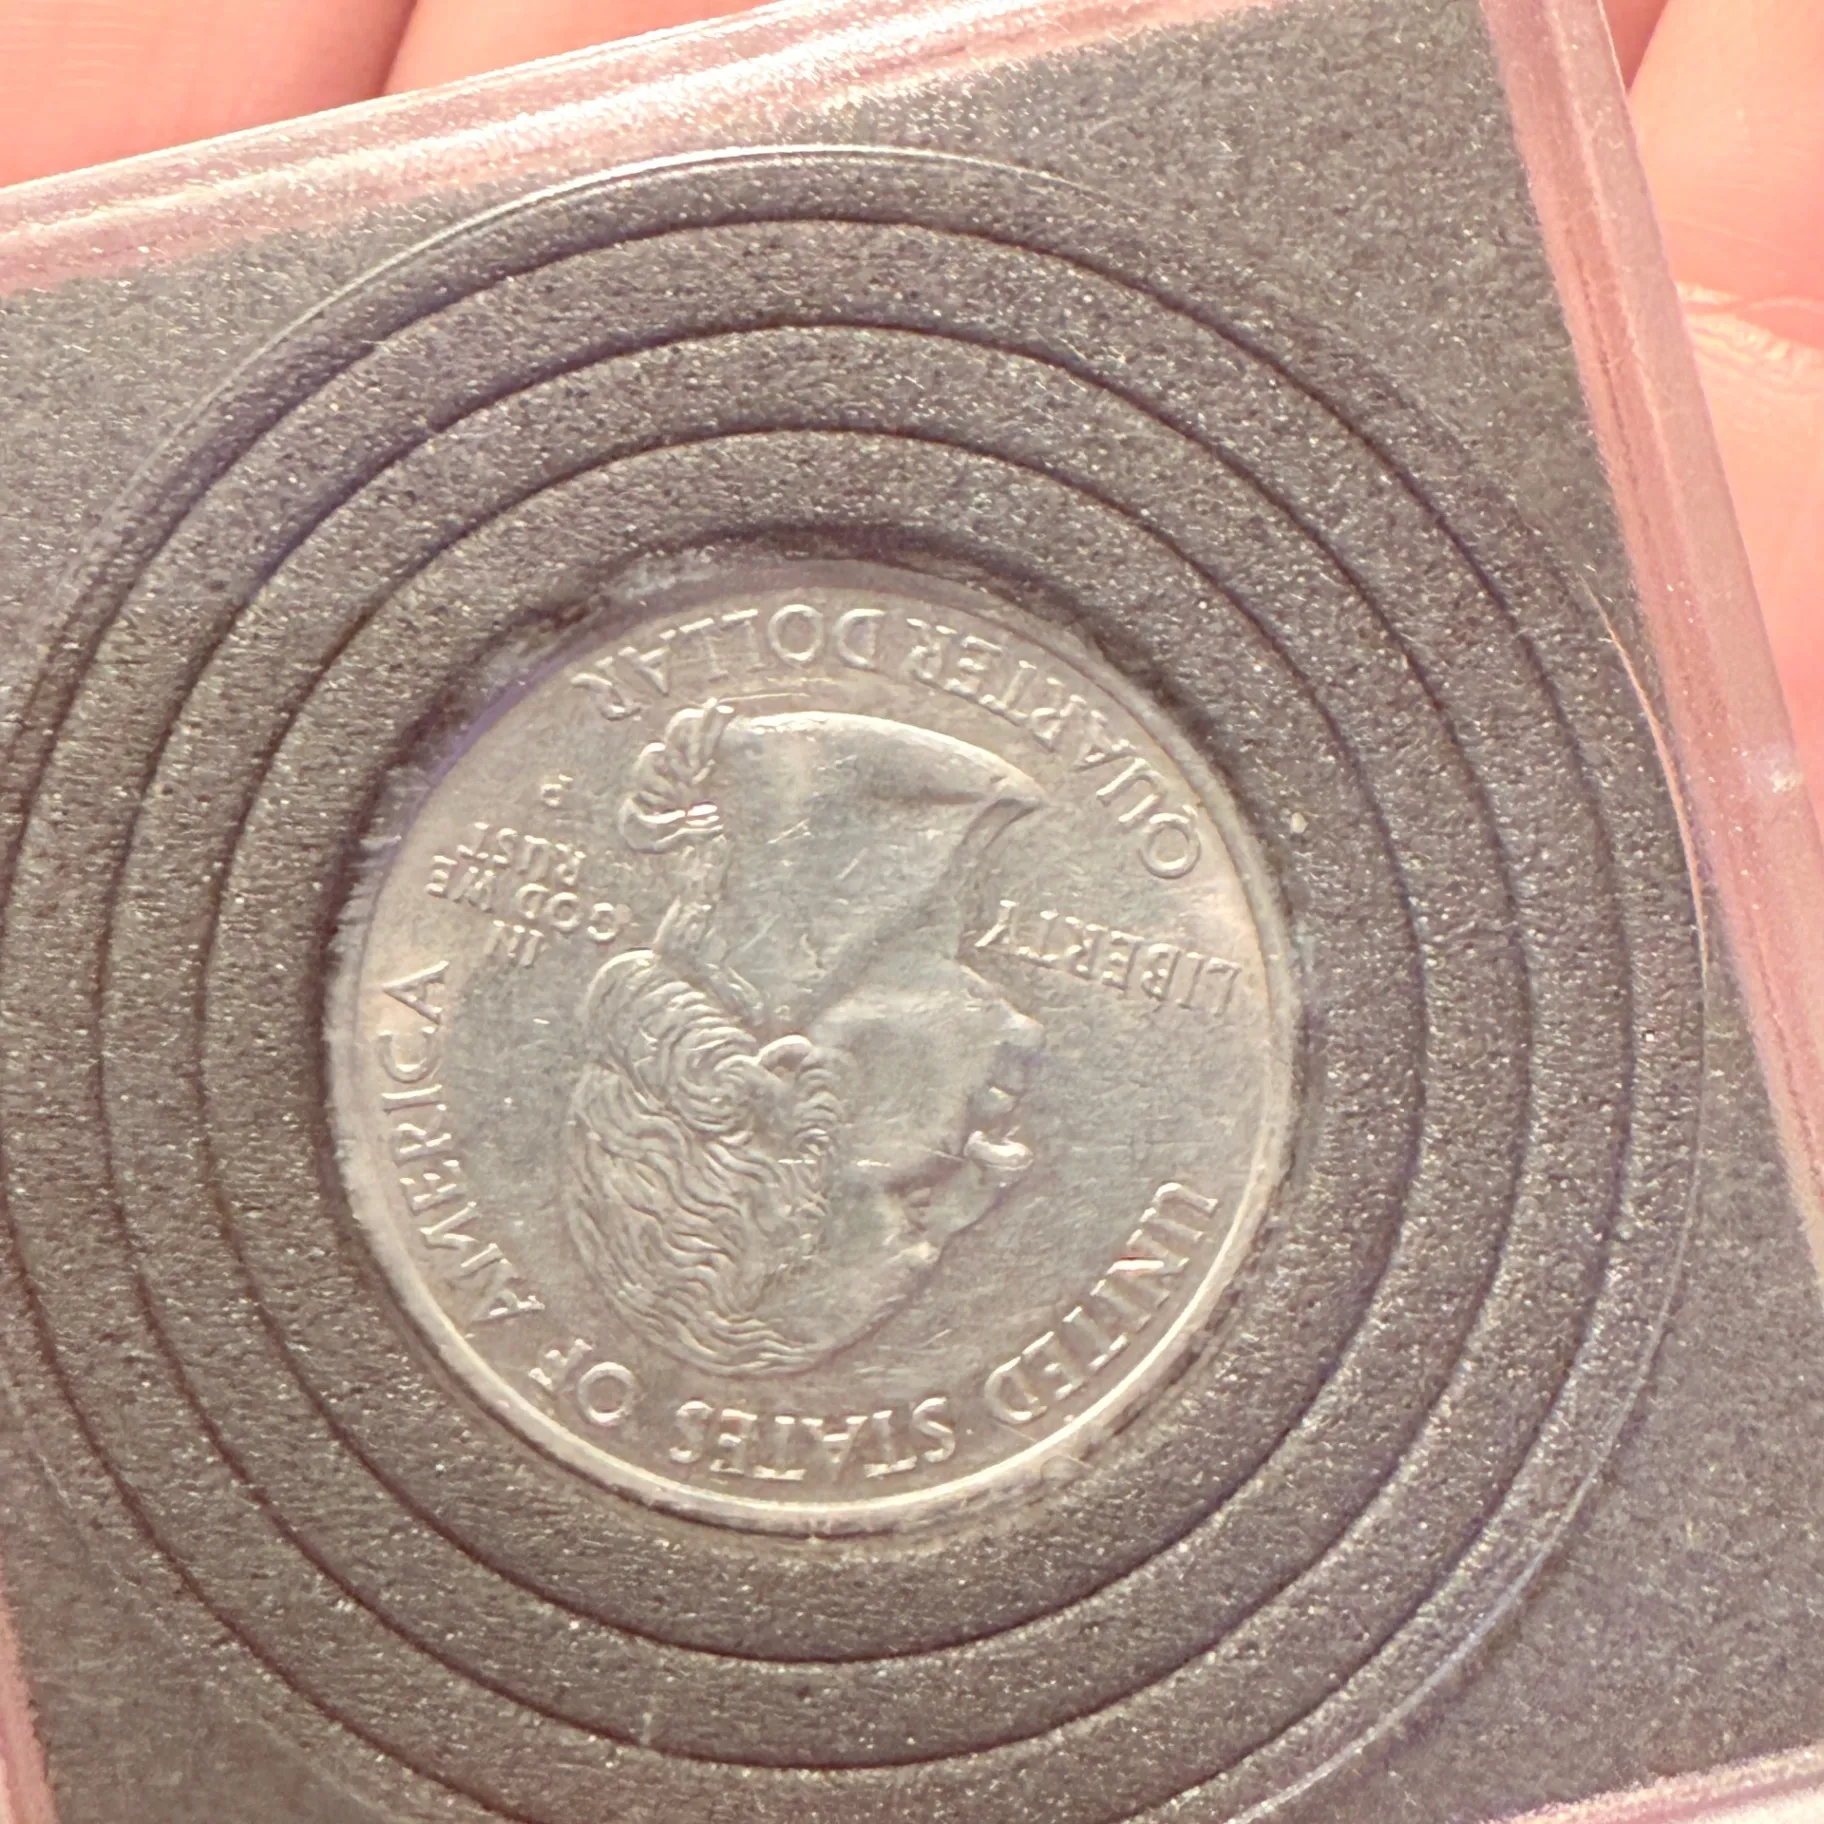 UNITED STATES OF AMERICA
LIBERTY
IN
GOD WE
TRUST
P
QUARTER DOLLAR